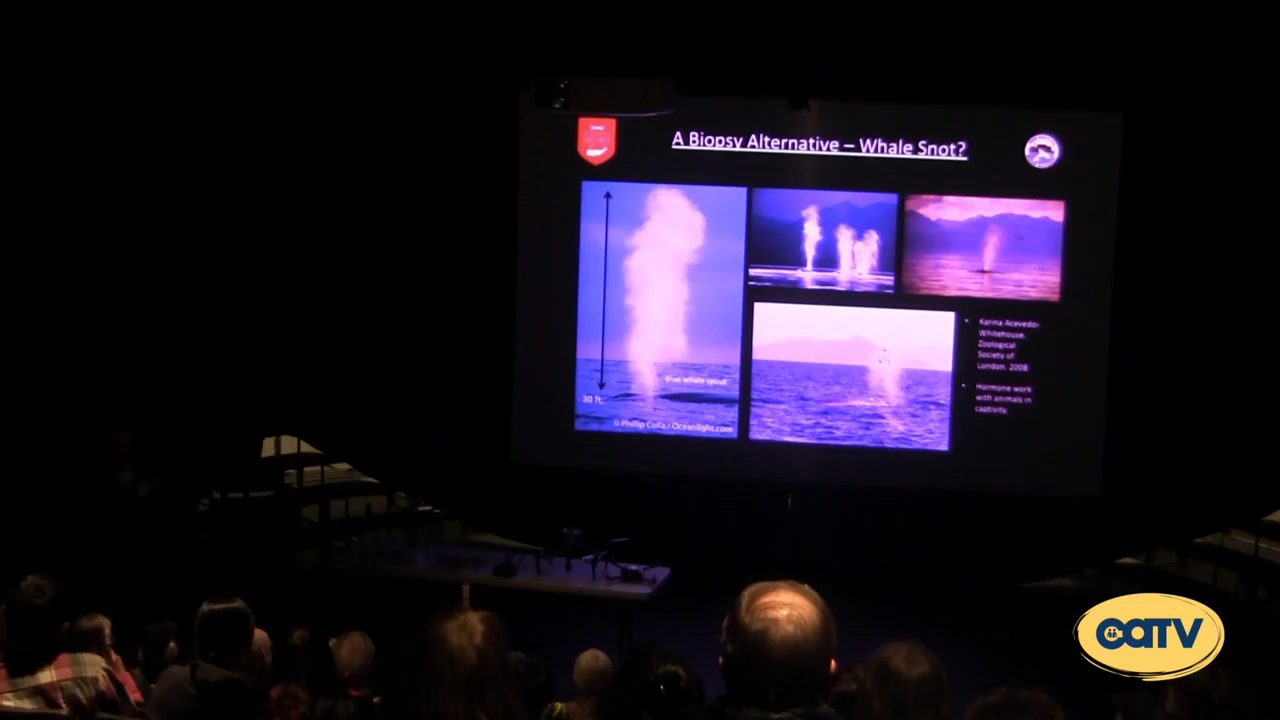 A Biopsy Alternative – Whale Snot?
Blue whale spout
30 ft.
© Phillip Colla / Oceanlight.com
• Karina Acevedo-
Whitehouse,
Zoological
Society of
London. 2008
• Hormone work
with animals in
captivity.
CATV